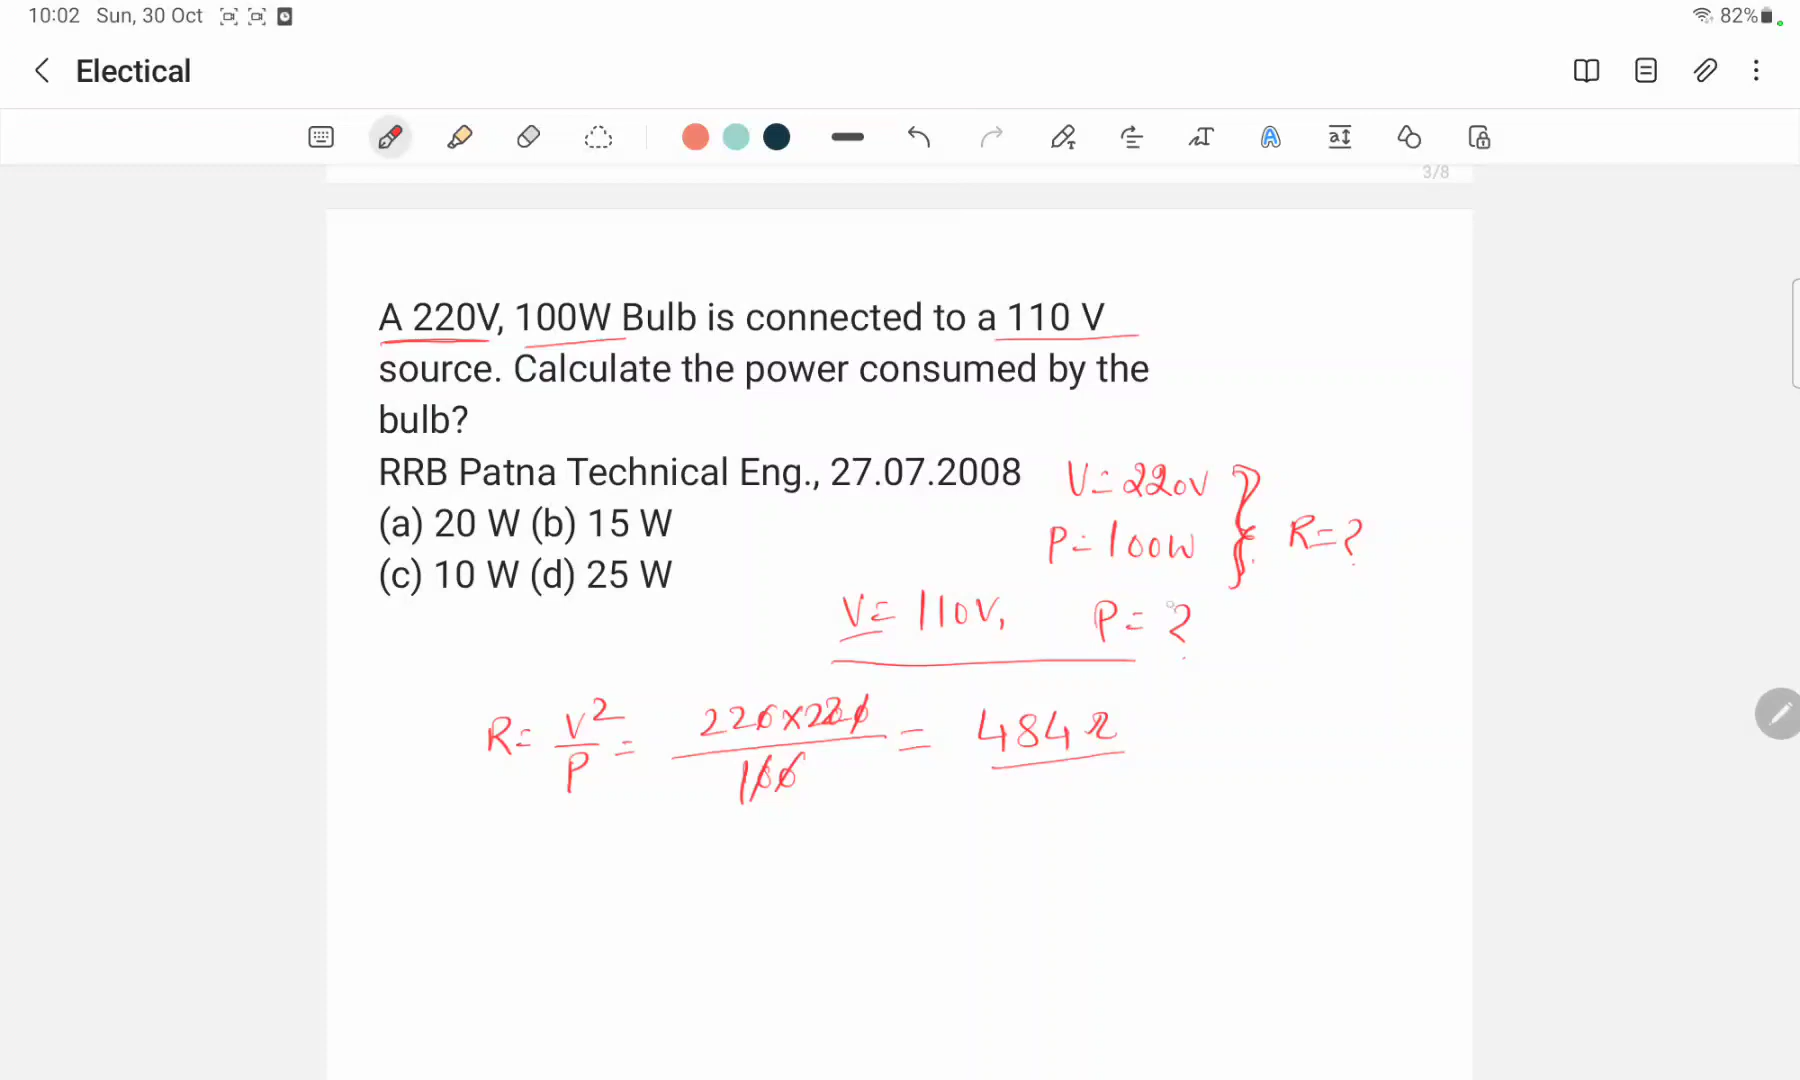 10:02 Sun, 30 Oct
82%
Electical
3/8
A 220V, 100W Bulb is connected to a 110 V
source. Calculate the power consumed by the
bulb?
RRB Patna Technical Eng., 27.07.2008
(a) 20 W (b) 15 W
(c) 10 W (d) 25 W
V=220V
P=100W } R=?
V= 110V, P= ?
R= V²/P = 220×220/100 = 484Ω